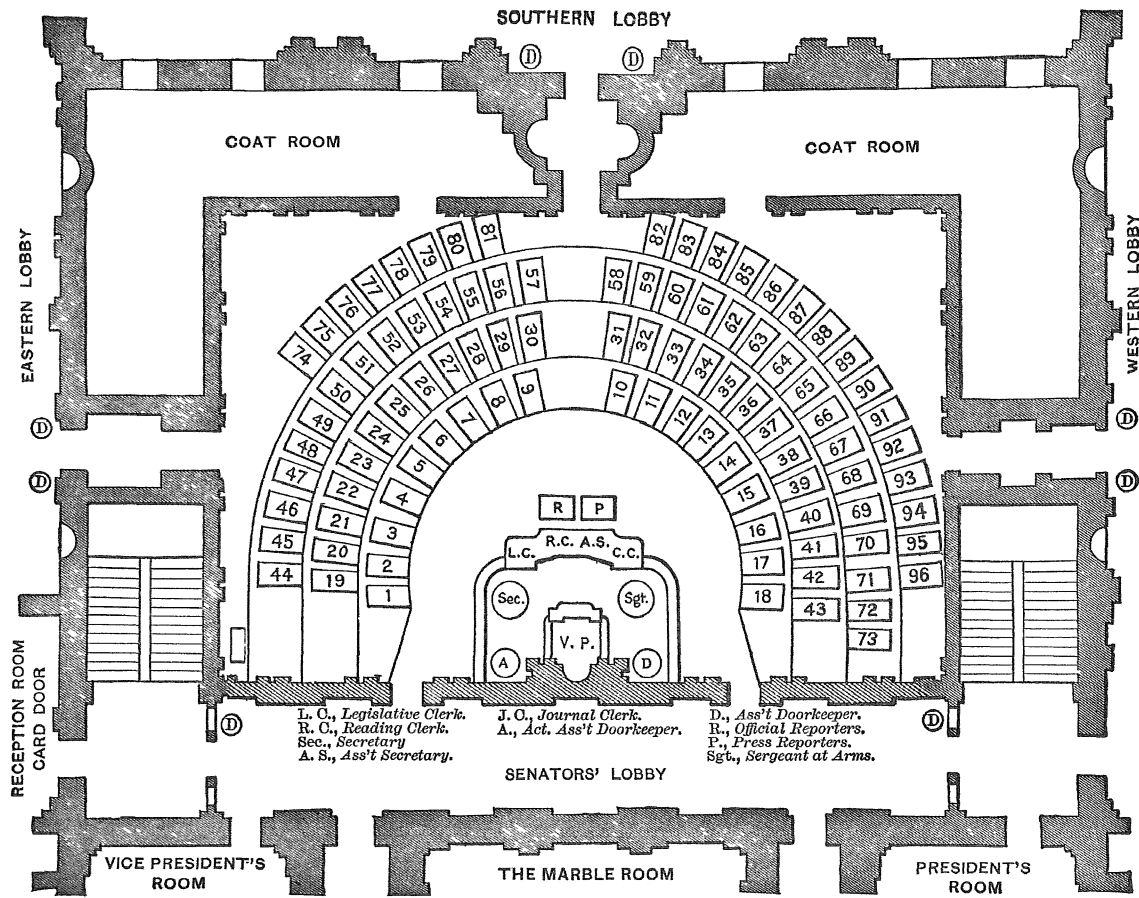 SOUTHERN LOBBY
D D
COAT ROOM COAT ROOM
EASTERN LOBBY
WESTERN LOBBY
74 75 76 77 78 79 80 81 82 83 84 85 86 87 88 89 90 91 92 93 94 95 96
44 45 46 47 48 49 50 51 52 53 54 55 56 57 58 59 60 61 62 63 64 65 66 67 68 69 70 71 72 73
19 20 21 22 23 24 25 26 27 28 29 30 31 32 33 34 35 36 37 38 39 40 41 42 43
1 2 3 4 5 6 7 8 9 10 11 12 13 14 15 16 17 18
D D
D D
R P
L.C. R.C. A.S. C.C.
Sec. Sgt.
V. P.
A D
RECEPTION ROOM
CARD DOOR
D D
L. C., Legislative Clerk. J. C., Journal Clerk. D., Ass't Doorkeeper.
R. C., Reading Clerk. A., Act. Ass't Doorkeeper. R., Official Reporters.
Sec., Secretary P., Press Reporters.
A. S., Ass't Secretary. Sgt., Sergeant at Arms.
SENATORS' LOBBY
VICE PRESIDENT'S
ROOM
THE MARBLE ROOM
PRESIDENT'S
ROOM